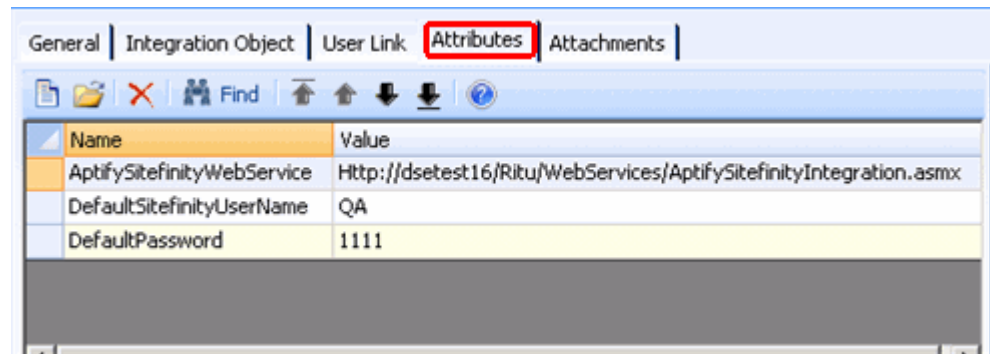 General Integration Object User Link Attributes Attachments
Find
Name Value
AptifySitefinityWebService Http://dsetest16/Ritu/WebServices/AptifySitefinityIntegration.asmx
DefaultSitefinityUserName QA
DefaultPassword 1111